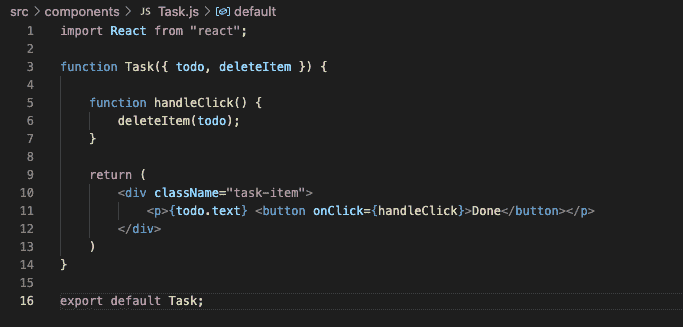 src > components > JS Task.js > default
1 import React from "react";
2
3 function Task({ todo, deleteItem }) {
4
5     function handleClick() {
6         deleteItem(todo);
7     }
8
9     return (
10         <div className="task-item">
11             <p>{todo.text} <button onClick={handleClick}>Done</button></p>
12         </div>
13     )
14 }
15
16 export default Task;